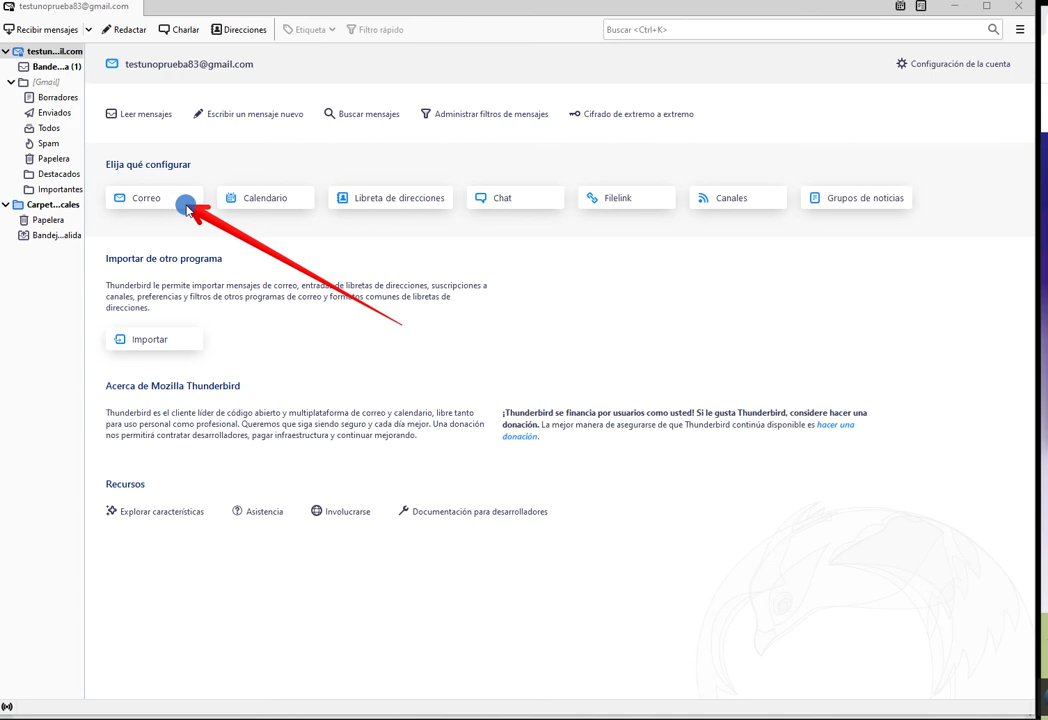 testunoprueba83@gmail.com
Recibir mensajes
Redactar
Charlar
Direcciones
Etiqueta
Filtro rápido
Buscar <Ctrl+K>
testun...il.com
Bande...a (1)
[Gmail]
Borradores
Enviados
Todos
Spam
Papelera
Destacados
Importantes
Carpet...cales
Papelera
Bandej...alida
testunoprueba83@gmail.com
Configuración de la cuenta
Leer mensajes
Escribir un mensaje nuevo
Buscar mensajes
Administrar filtros de mensajes
Cifrado de extremo a extremo
Elija qué configurar
Correo
Calendario
Libreta de direcciones
Chat
Filelink
Canales
Grupos de noticias
Importar de otro programa
Thunderbird le permite importar mensajes de correo, entradas de libretas de direcciones, suscripciones a
canales, preferencias y filtros de otros programas de correo y formatos comunes de libretas de
direcciones.
Importar
Acerca de Mozilla Thunderbird
Thunderbird es el cliente líder de código abierto y multiplataforma de correo y calendario, libre tanto
para uso personal como profesional. Queremos que siga siendo seguro y cada día mejor. Una donación
nos permitirá contratar desarrolladores, pagar infraestructura y continuar mejorando.
¡Thunderbird se financia por usuarios como usted! Si le gusta Thunderbird, considere hacer una
donación. La mejor manera de asegurarse de que Thunderbird continúa disponible es hacer una
donación.
Recursos
Explorar características
Asistencia
Involucrarse
Documentación para desarrolladores